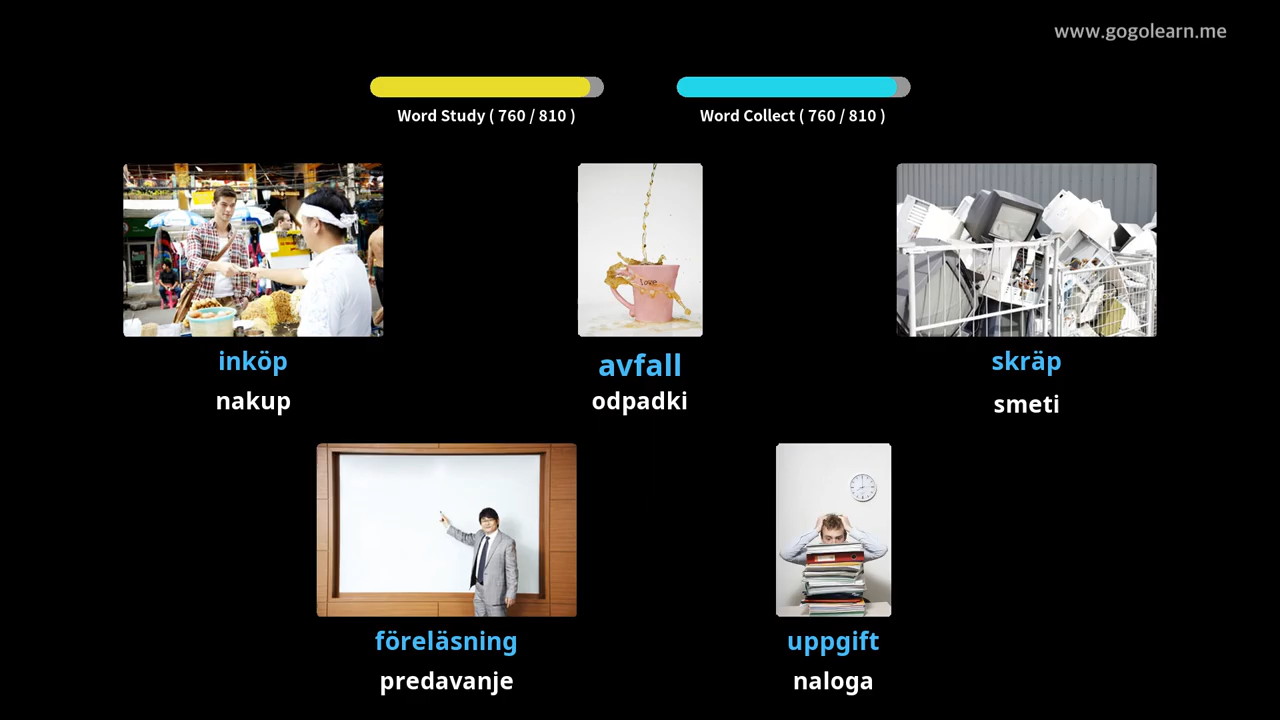 www.gogolearn.me
Word Study ( 760 / 810 )
Word Collect ( 760 / 810 )
love
inköp
nakup
avfall
odpadki
skräp
smeti
föreläsning
predavanje
uppgift
naloga